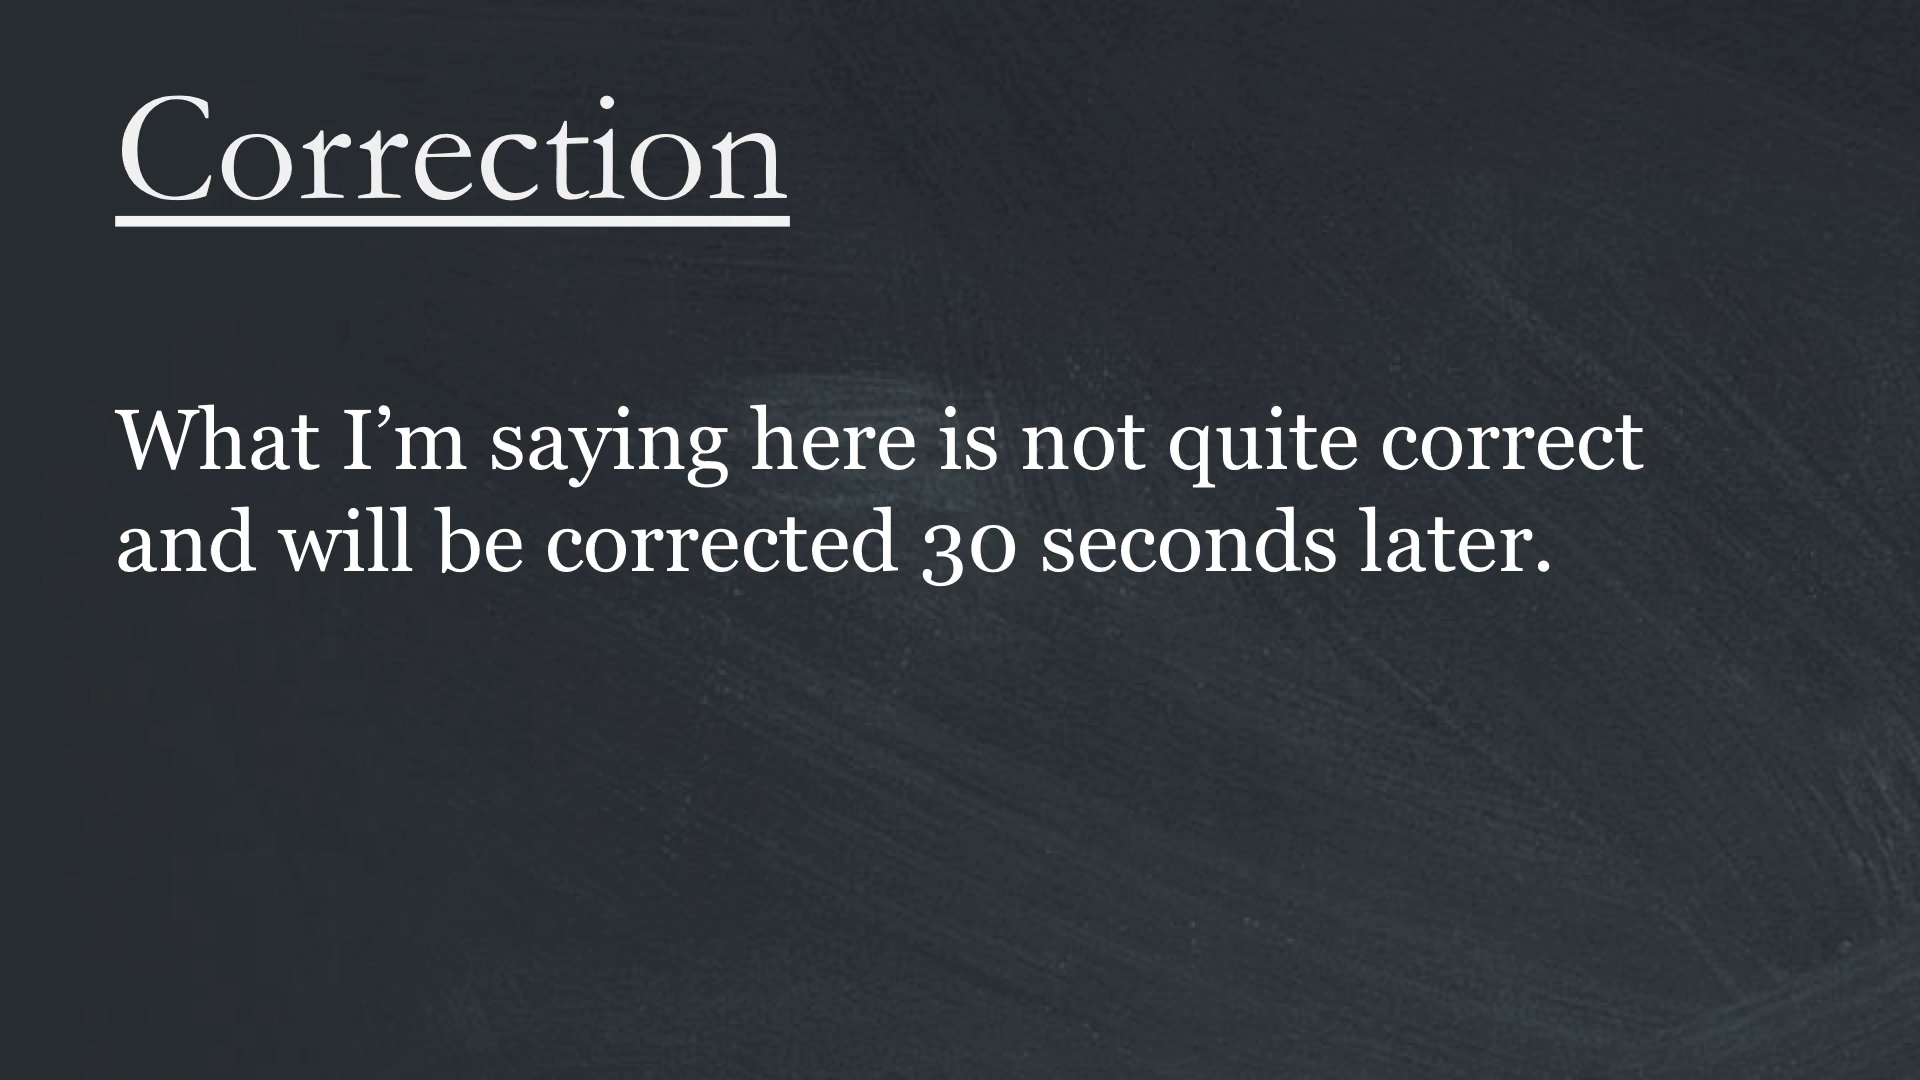 Correction
What I’m saying here is not quite correct
and will be corrected 30 seconds later.